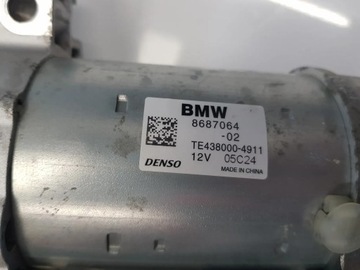 BMW
8687064
-02
TE438000-4911
DENSO 12V 05C24
MADE IN CHINA